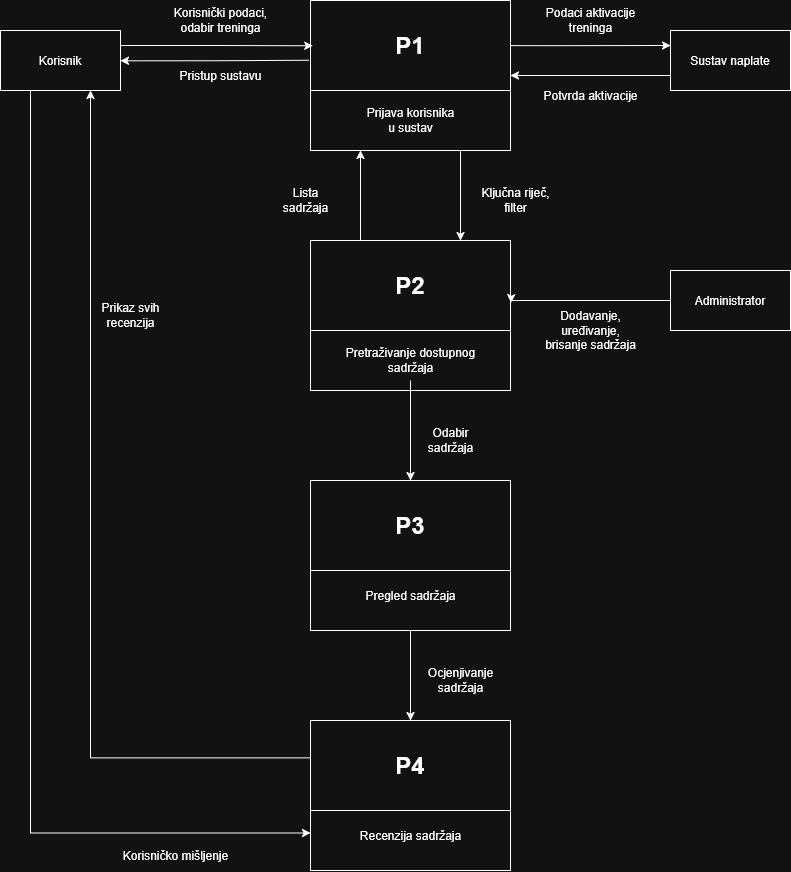 Korisnički podaci,
odabir treninga
P1
Podaci aktivacije
treninga
Korisnik
Sustav naplate
Pristup sustavu
Potvrda aktivacije
Prijava korisnika
u sustav
Lista
sadržaja
Ključna riječ,
filter
P2
Administrator
Prikaz svih
recenzija
Dodavanje,
uređivanje,
brisanje sadržaja
Pretraživanje dostupnog
sadržaja
Odabir
sadržaja
P3
Pregled sadržaja
Ocjenjivanje
sadržaja
P4
Recenzija sadržaja
Korisničko mišljenje